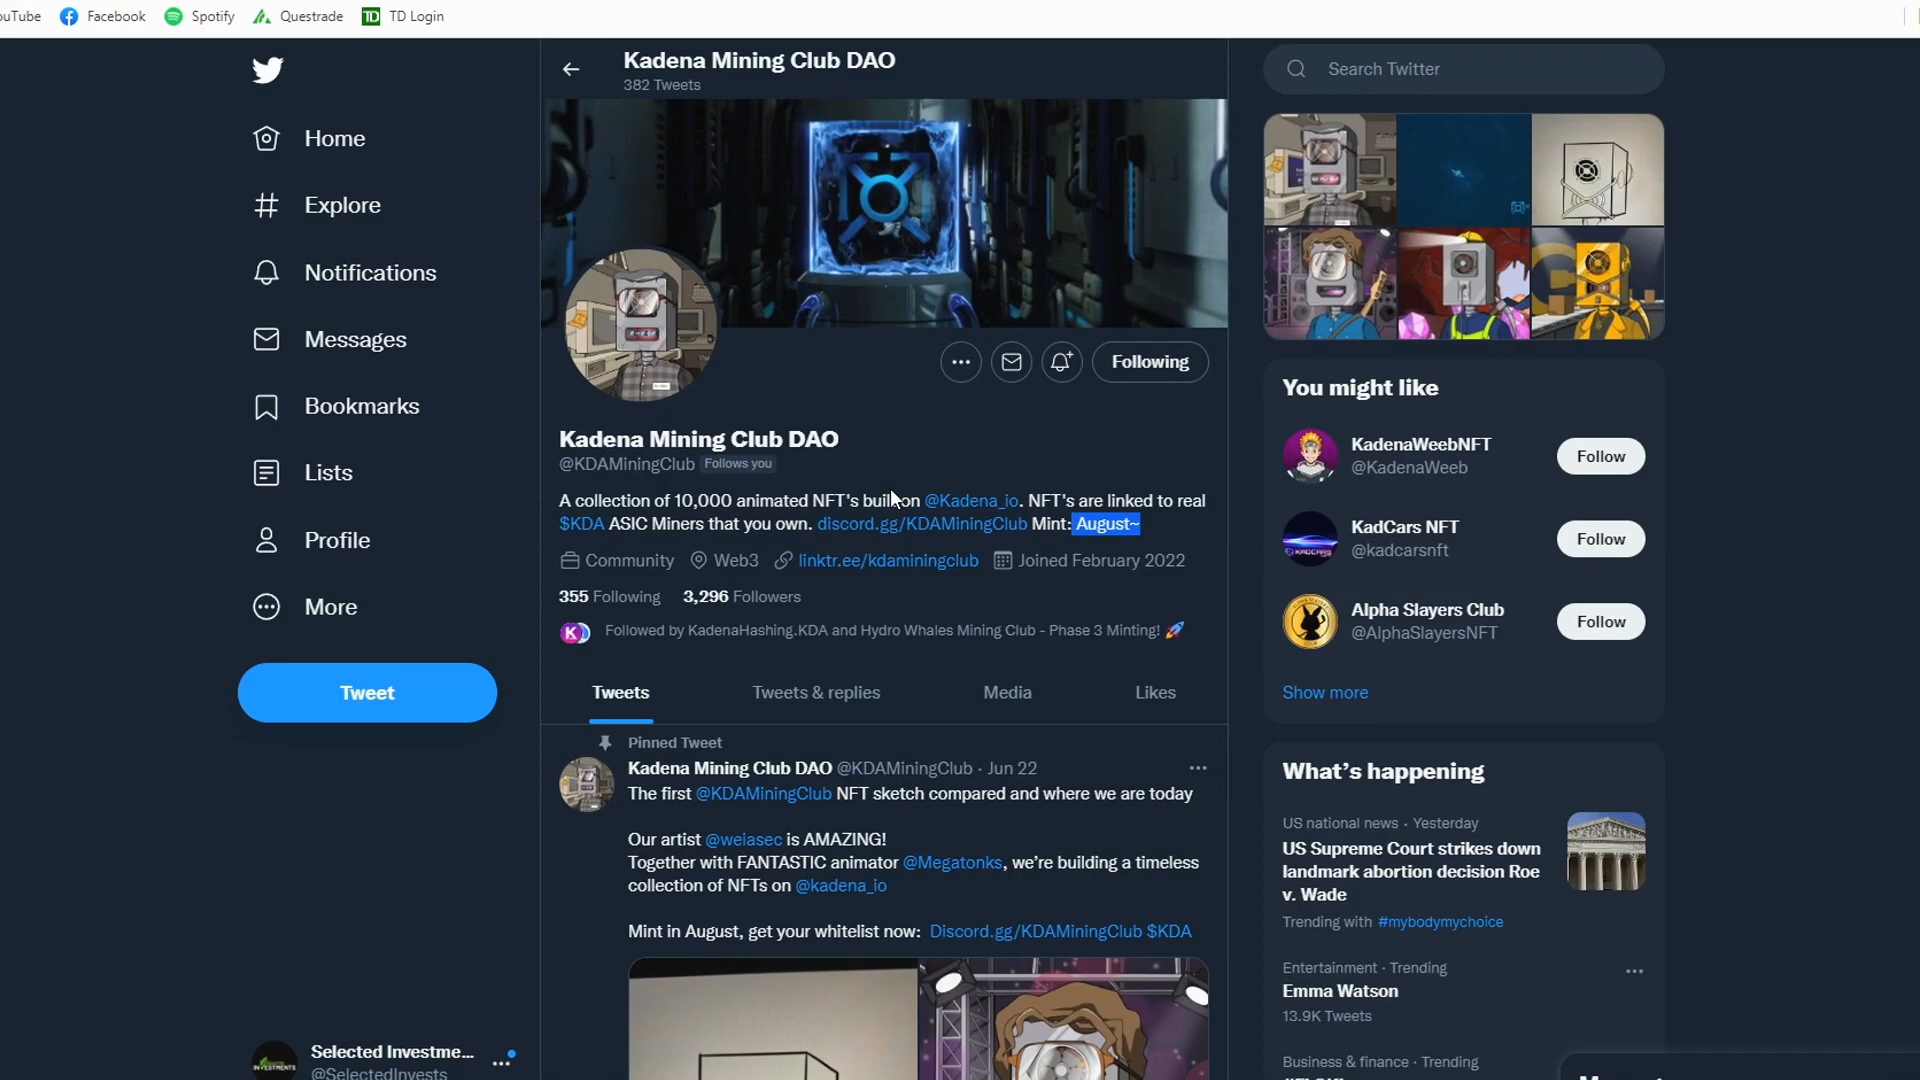 ouTube Facebook Spotify Questrade TD Login
Kadena Mining Club DAO
382 Tweets
Search Twitter
Home
Explore
Notifications
Messages
Bookmarks
Lists
Profile
More
Tweet
Following
Kadena Mining Club DAO
@KDAMiningClub Follows you
A collection of 10,000 animated NFT's built on @Kadena_io. NFT's are linked to real
$KDA ASIC Miners that you own. discord.gg/KDAMiningClub Mint: August~
Community Web3 linktr.ee/kdaminingclub Joined February 2022
355 Following 3,296 Followers
Followed by KadenaHashing.KDA and Hydro Whales Mining Club - Phase 3 Minting! 🚀
Tweets Tweets & replies Media Likes
Pinned Tweet
Kadena Mining Club DAO @KDAMiningClub · Jun 22
The first @KDAMiningClub NFT sketch compared and where we are today
Our artist @weiasec is AMAZING!
Together with FANTASTIC animator @Megatonks, we're building a timeless
collection of NFTs on @kadena_io
Mint in August, get your whitelist now: Discord.gg/KDAMiningClub $KDA
You might like
KadenaWeebNFT
@KadenaWeeb
Follow
KadCars NFT
@kadcarsnft
Follow
Alpha Slayers Club
@AlphaSlayersNFT
Follow
Show more
What's happening
US national news · Yesterday
US Supreme Court strikes down
landmark abortion decision Roe
v. Wade
Trending with #mybodymychoice
Entertainment · Trending
Emma Watson
13.9K Tweets
Business & finance · Trending
Selected Investme...
@SelectedInvests